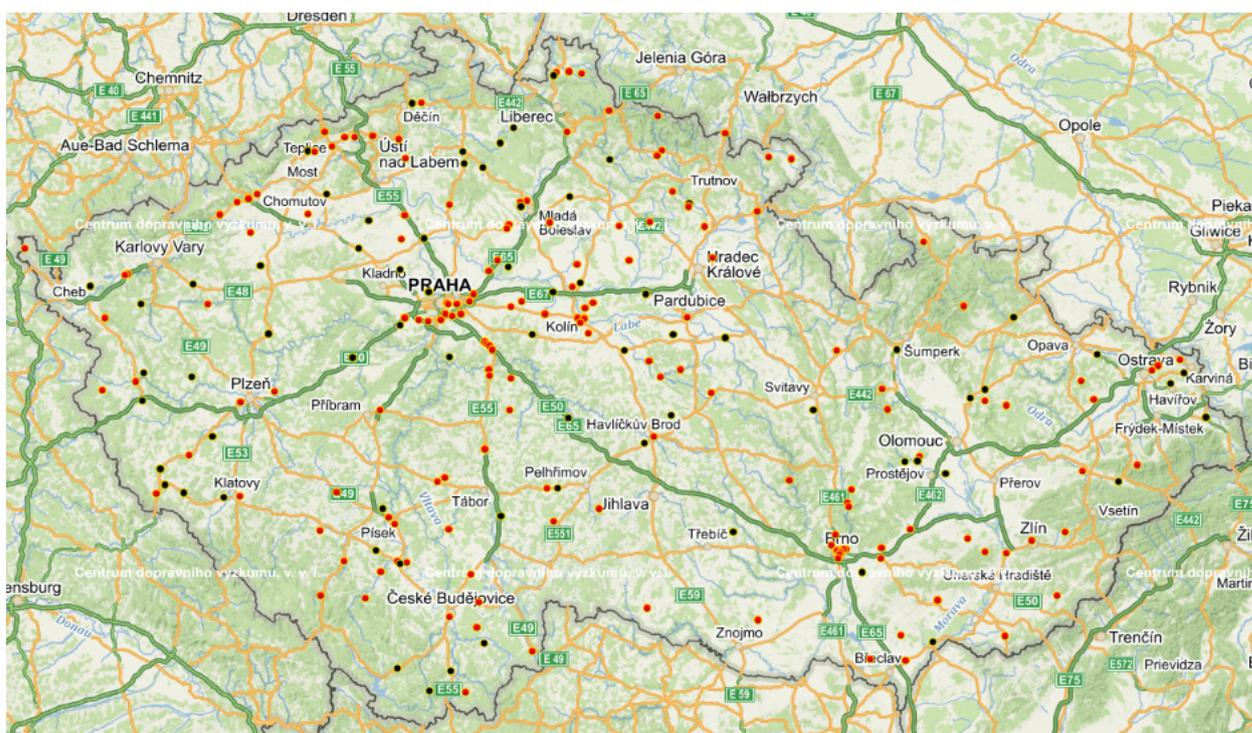 Dresden
E 40
Jelenia Góra
Odra
Chemnitz
E 55
E 40
E442
E 65
E 67
Wałbrzych
E 441
Děčín
Liberec
Opole
Aue-Bad Schlema
Teplice
Ústí
nad Labem
Most
Trutnov
Chomutov
E55
Piekar
Centrum dopravního výzkumu, v. v. i.
Centrum dopravního výzkumu, v. v. i.
Centrum dopravního výzkumu, v. v. i.
Mladá
Boleslav
E442
Gliwice
Karlovy Vary
E 49
E65
Hradec
Králové
Kladno
Cheb
PRAHA
E48
E67
Pardubice
Rybnik
Kolín
Labe
Żory
E49
E50
Šumperk
Opava
Ostrava
Karviná
Plzeň
Svitavy
E442
Havířov
Příbram
E55
E50
E65
Havlíčkův Brod
Odra
Frýdek-Místek
Olomouc
E53
Klatovy
Pelhřimov
Prostějov
Přerov
E49
Vltava
Tábor
Jihlava
E461
E462
Vsetín
E442
E75
Písek
E551
Třebíč
Brno
Zlín
Centrum dopravního výzkumu, v. v. i.
Centrum dopravního výzkumu, v. v. i.
Centrum dopravního výzkumu, v. v. i.
Uherské Hradiště
Martin
České Budějovice
E59
E50
Donau
Morava
Znojmo
E49
E461
E65
Trenčín
E 49
Břeclav
E572
Prievidza
E55
E 59
E75